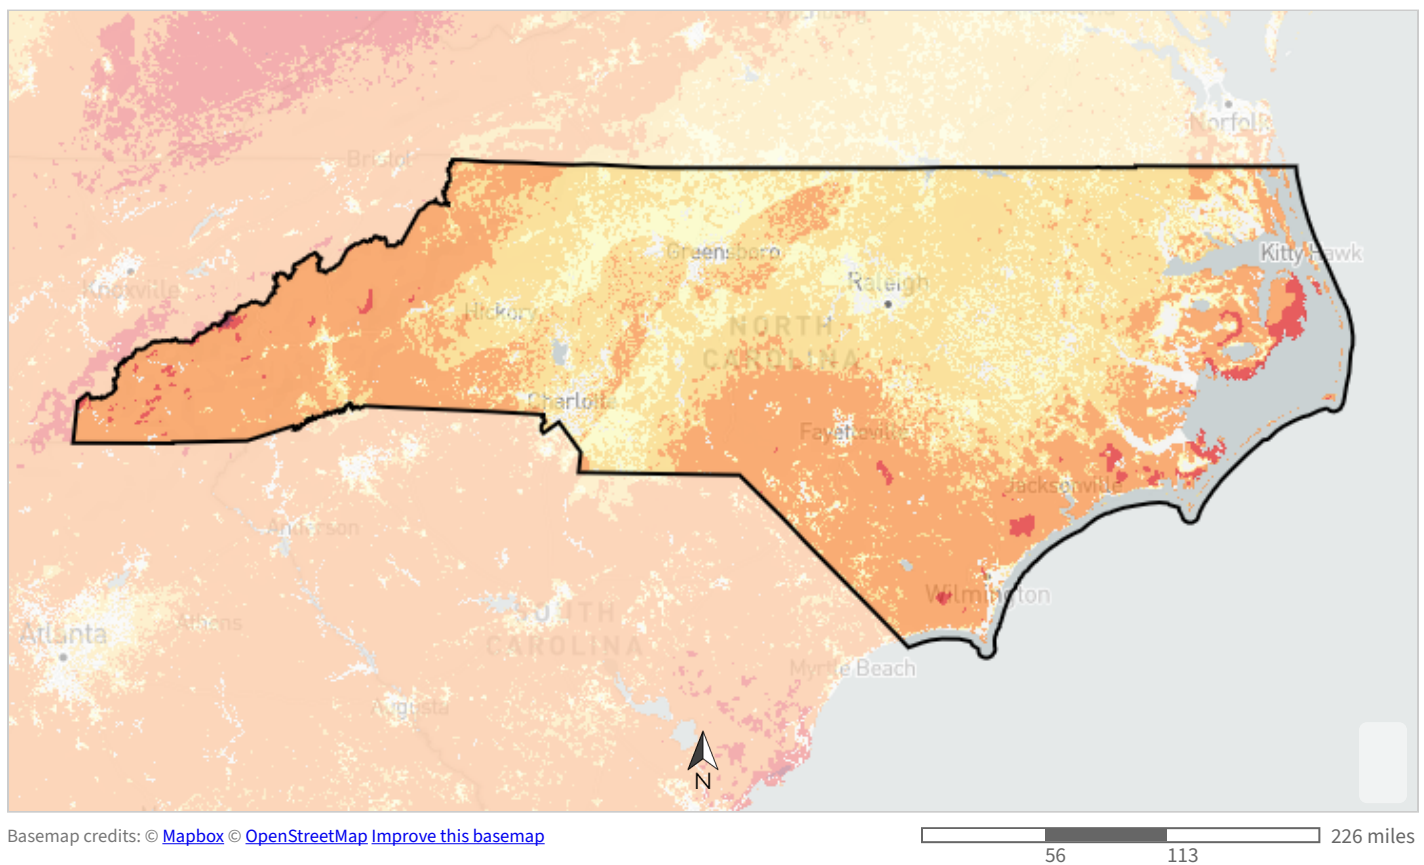 Norfolk
Bristol
Kitty Hawk
Greensboro
Knoxville
Raleigh
Hickory
NORTH
CAROLINA
Charlotte
Fayetteville
Jacksonville
Anderson
Wilmington
SOUTH
CAROLINA
Athens
Atlanta
Myrtle Beach
Augusta
N
Basemap credits: © Mapbox © OpenStreetMap Improve this basemap
226 miles
56 113